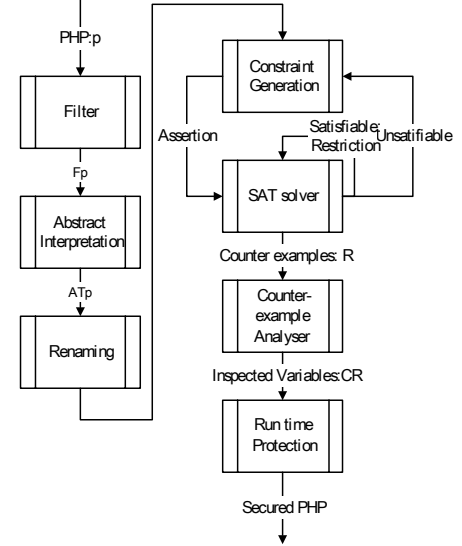 PHP:p
Filter
Fp
Abstract
Interpretation
ATp
Renaming
Constraint
Generation
Assertion
Satisfiable:
Restriction
Unsatifiable
SAT solver
Counter examples: R
Counter-
example
Analyser
Inspected Variables:CR
Run time
Protection
Secured PHP